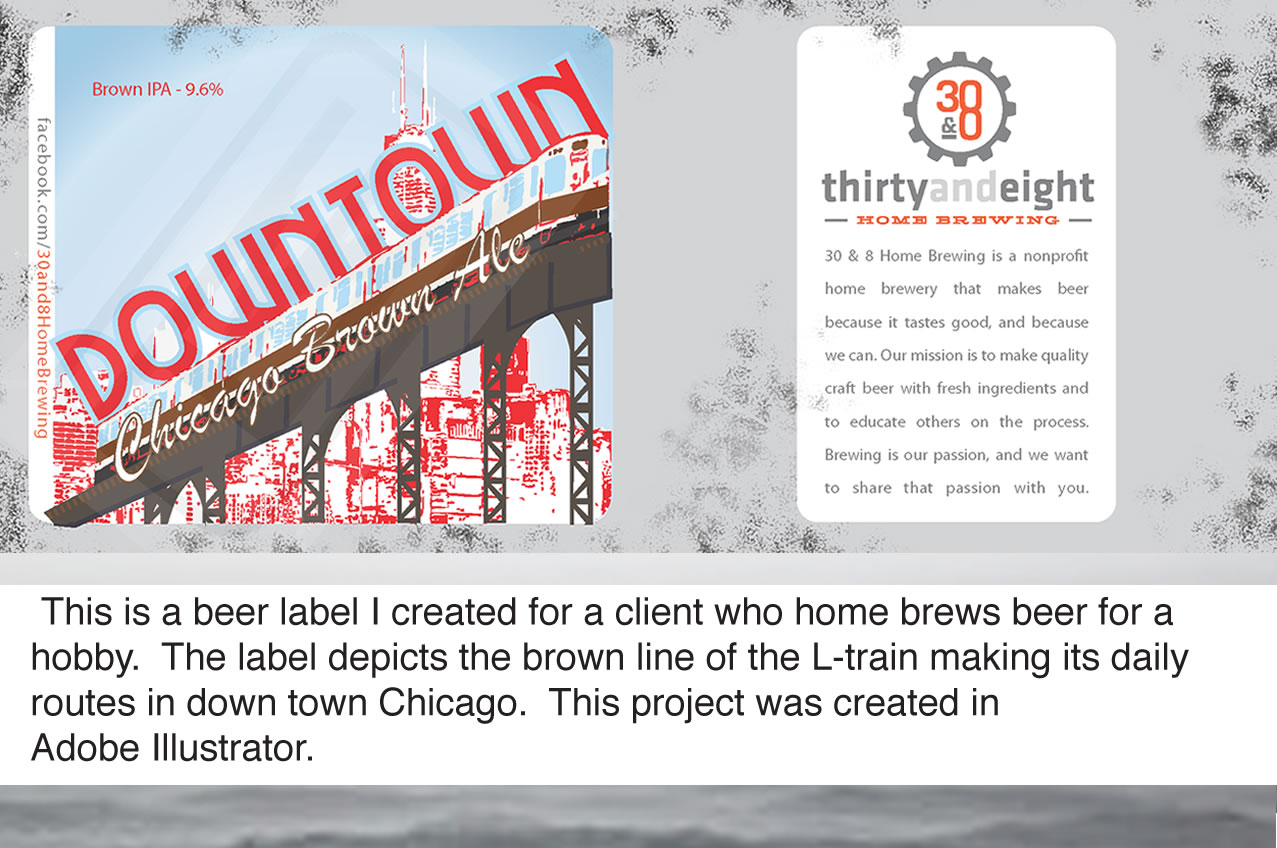 Brown IPA - 9.6%
DOWNTOWN
Chicago Brown Ale
facebook.com/30and8HomeBrewing
30
&
8
thirtyandeight
HOME BREWING
30 & 8 Home Brewing is a nonprofit
home brewery that makes beer
because it tastes good, and because
we can. Our mission is to make quality
craft beer with fresh ingredients and
to educate others on the process.
Brewing is our passion, and we want
to share that passion with you.
This is a beer label I created for a client who home brews beer for a
hobby.  The label depicts the brown line of the L-train making its daily
routes in down town Chicago.  This project was created in
Adobe Illustrator.